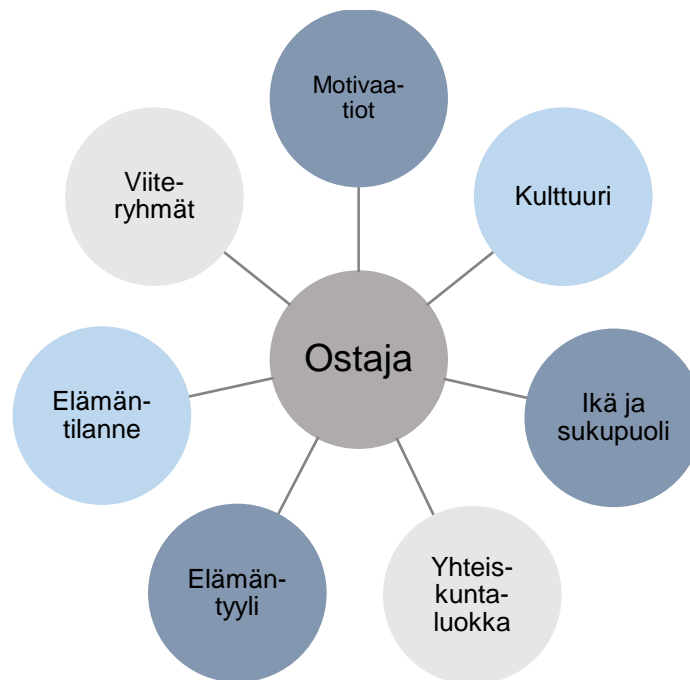 Motivaa-
tiot
Kulttuuri
Ikä ja
sukupuoli
Yhteis-
kunta-
luokka
Elämän-
tyyli
Elämän-
tilanne
Viite-
ryhmät
Ostaja